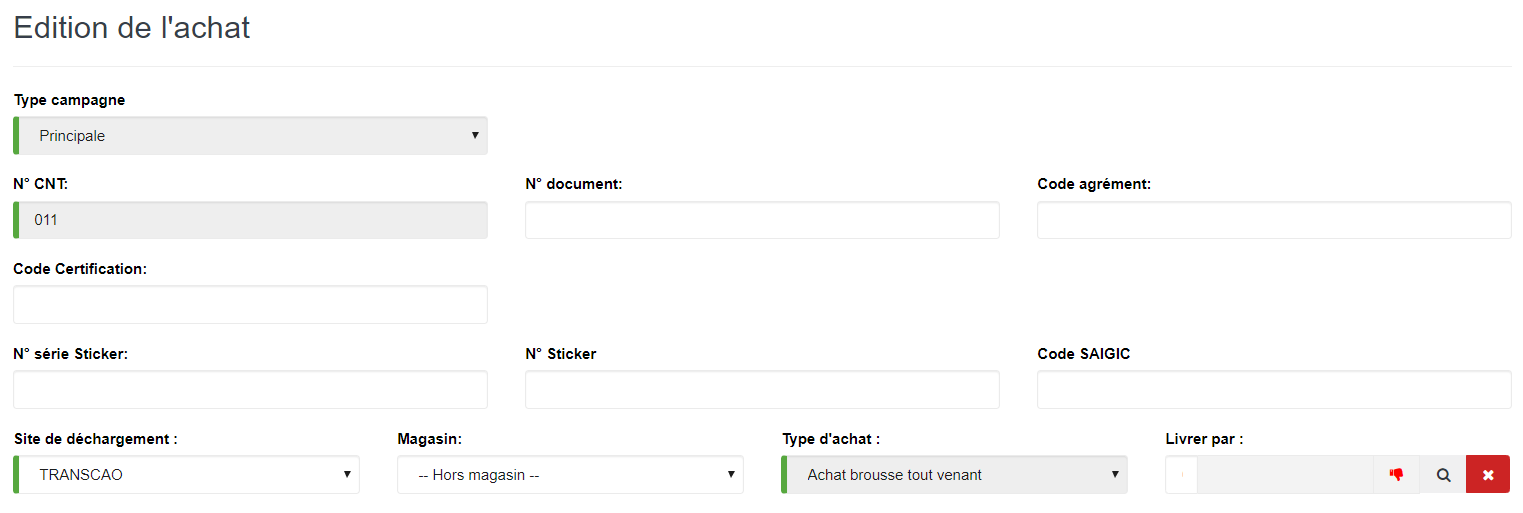 Edition de l'achat
Type campagne
Principale
N° CNT: N° document: Code agrément:
011
Code Certification:
N° série Sticker: N° Sticker Code SAIGIC
Site de déchargement : Magasin: Type d'achat : Livrer par :
TRANSCAO -- Hors magasin -- Achat brousse tout venant